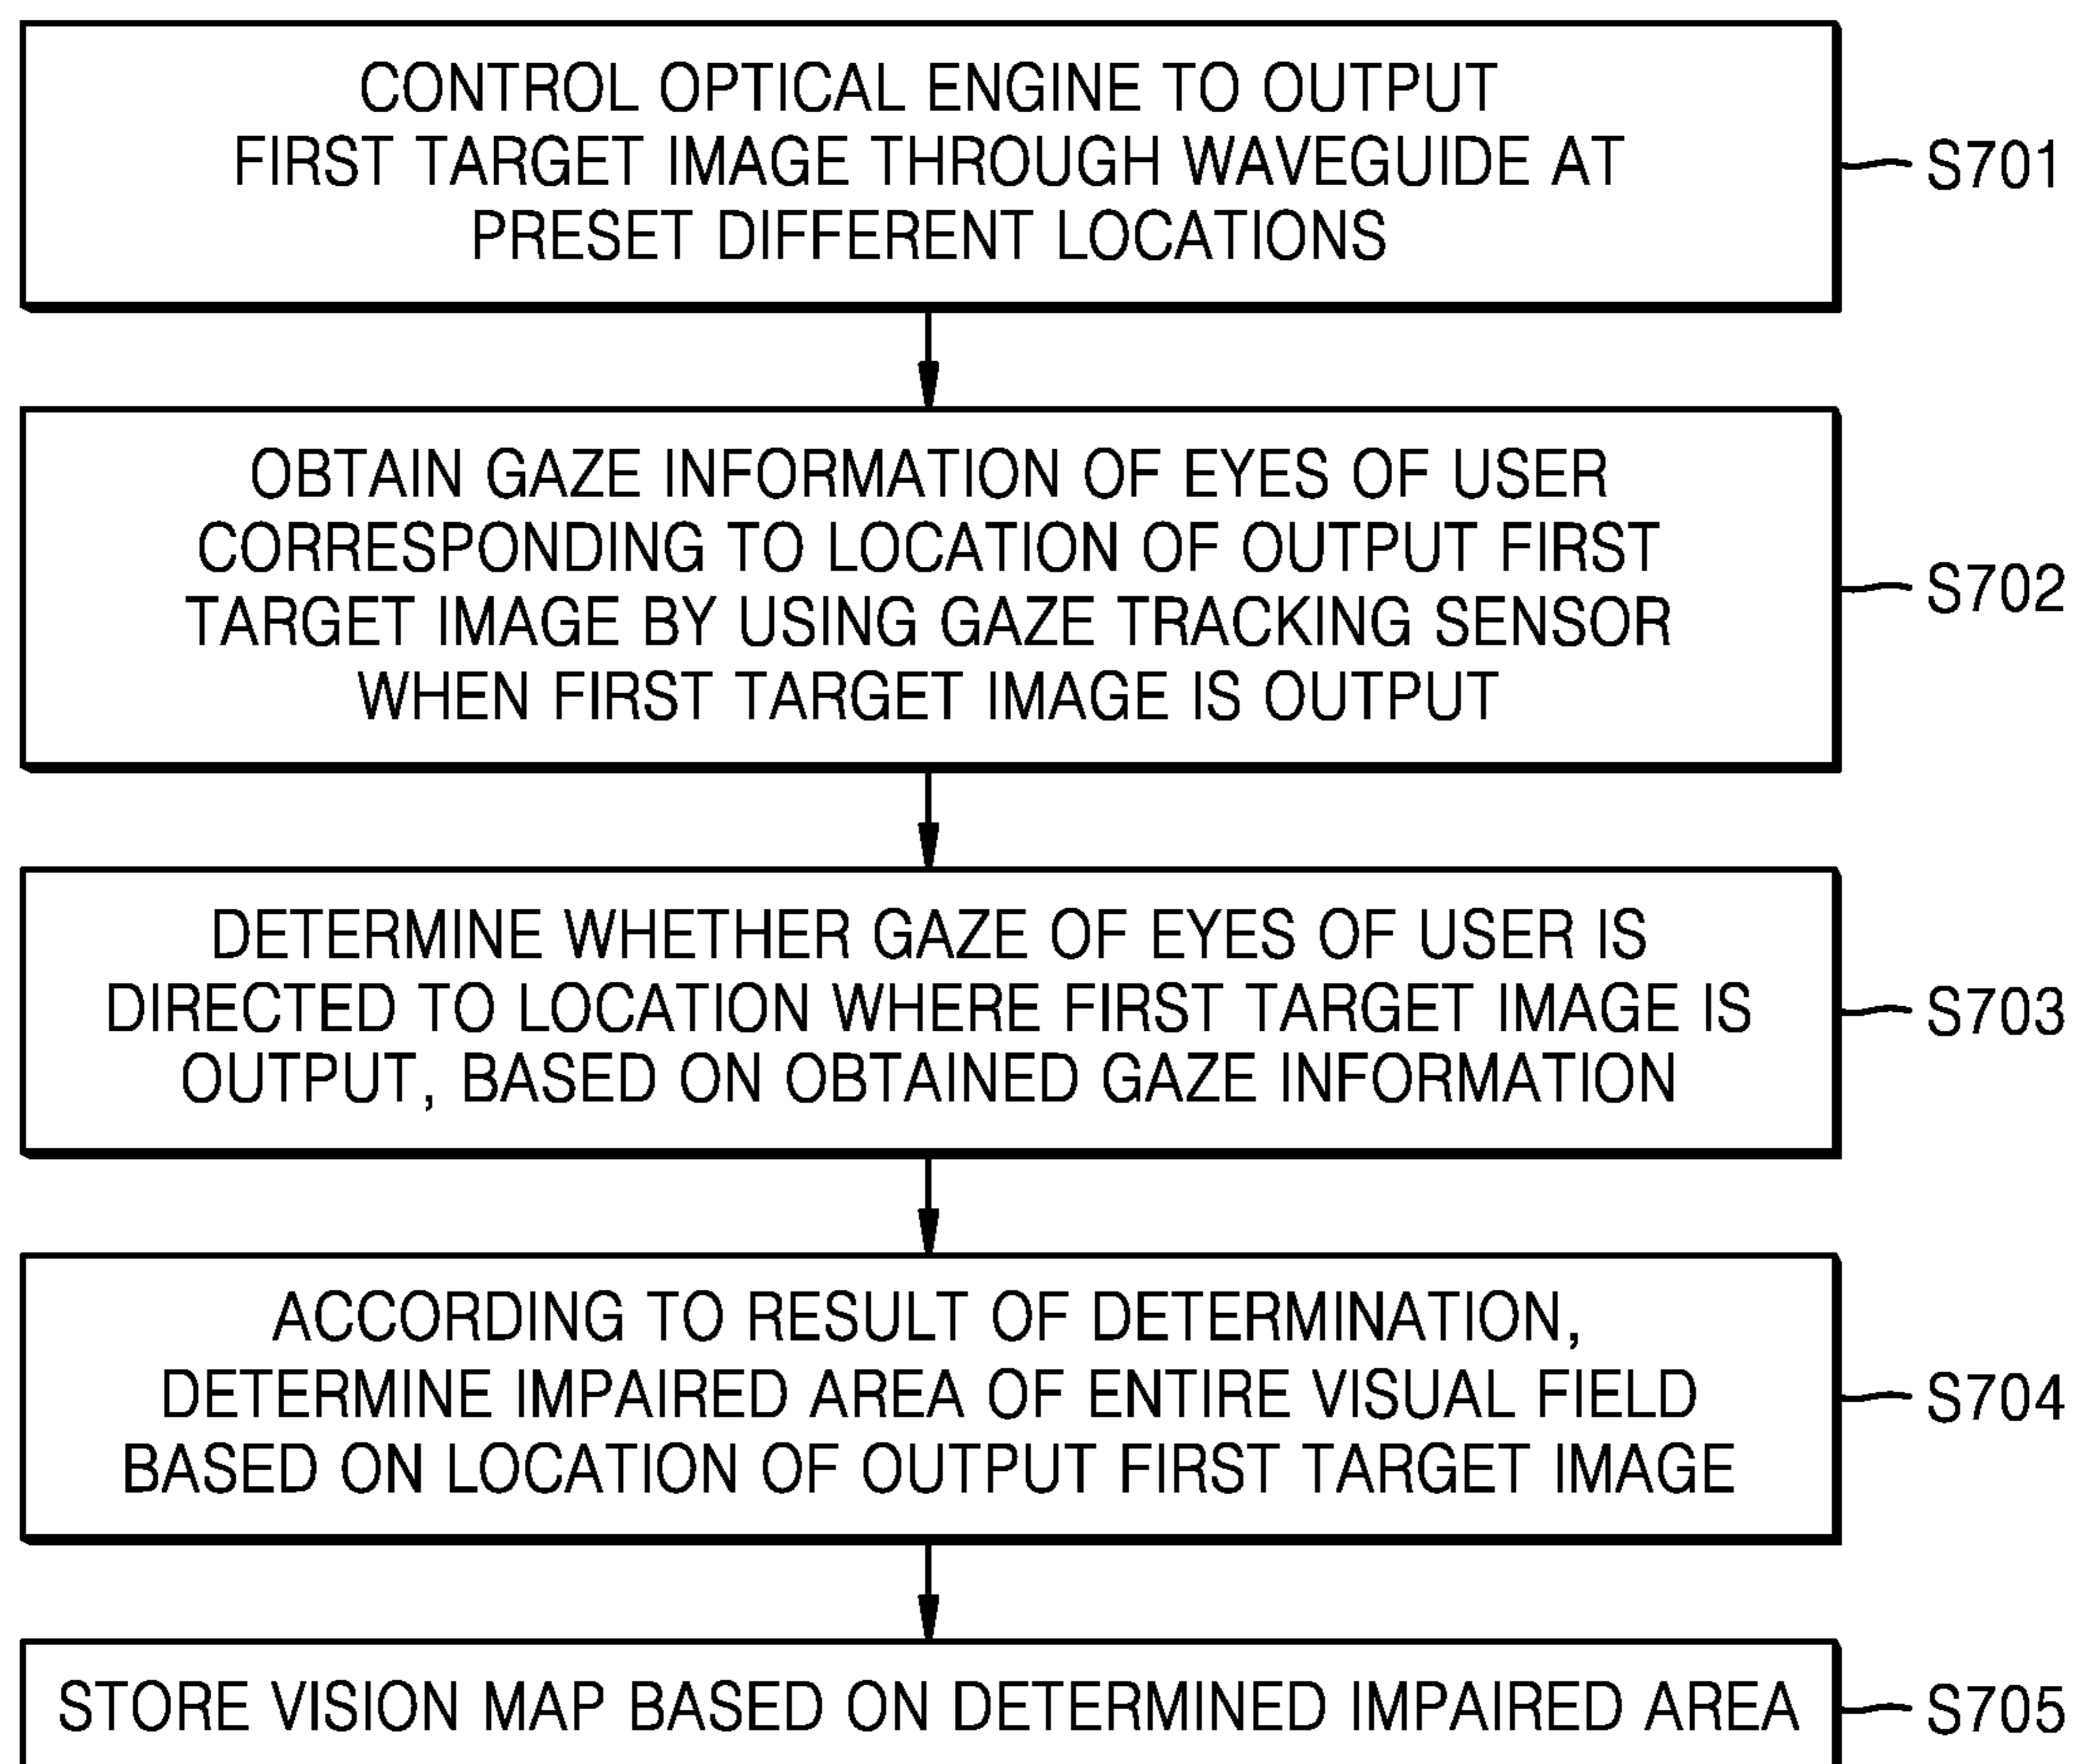 CONTROL OPTICAL ENGINE TO OUTPUT
FIRST TARGET IMAGE THROUGH WAVEGUIDE AT
PRESET DIFFERENT LOCATIONS
S701
OBTAIN GAZE INFORMATION OF EYES OF USER
CORRESPONDING TO LOCATION OF OUTPUT FIRST
TARGET IMAGE BY USING GAZE TRACKING SENSOR
WHEN FIRST TARGET IMAGE IS OUTPUT
S702
DETERMINE WHETHER GAZE OF EYES OF USER IS
DIRECTED TO LOCATION WHERE FIRST TARGET IMAGE IS
OUTPUT, BASED ON OBTAINED GAZE INFORMATION
S703
ACCORDING TO RESULT OF DETERMINATION,
DETERMINE IMPAIRED AREA OF ENTIRE VISUAL FIELD
BASED ON LOCATION OF OUTPUT FIRST TARGET IMAGE
S704
STORE VISION MAP BASED ON DETERMINED IMPAIRED AREA
S705